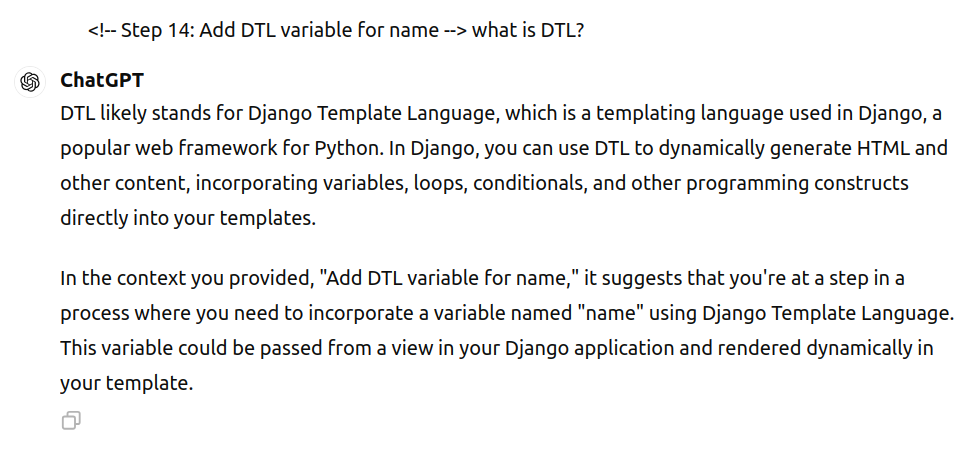 <!-- Step 14: Add DTL variable for name --> what is DTL?
ChatGPT
DTL likely stands for Django Template Language, which is a templating language used in Django, a
popular web framework for Python. In Django, you can use DTL to dynamically generate HTML and
other content, incorporating variables, loops, conditionals, and other programming constructs
directly into your templates.
In the context you provided, "Add DTL variable for name," it suggests that you're at a step in a
process where you need to incorporate a variable named "name" using Django Template Language.
This variable could be passed from a view in your Django application and rendered dynamically in
your template.